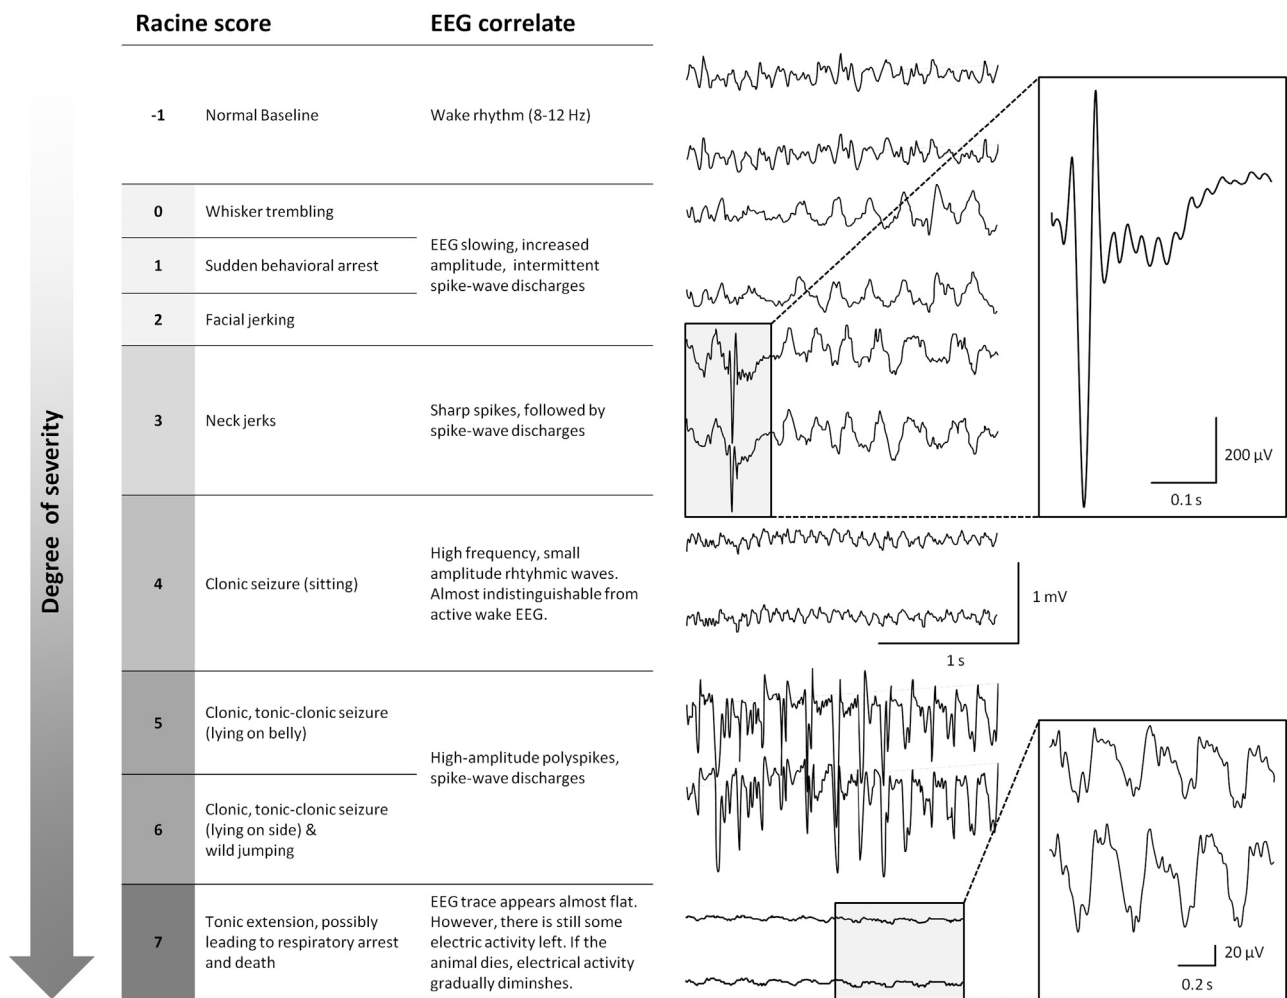 Racine score
EEG correlate
-1
Normal Baseline
Wake rhythm (8-12 Hz)
0
Whisker trembling
1
Sudden behavioral arrest
EEG slowing, increased
amplitude, intermittent
spike-wave discharges
2
Facial jerking
3
Neck jerks
Sharp spikes, followed by
spike-wave discharges
4
Clonic seizure (sitting)
High frequency, small
amplitude rhtyhmic waves.
Almost indistinguishable from
active wake EEG.
5
Clonic, tonic-clonic seizure
(lying on belly)
High-amplitude polyspikes,
spike-wave discharges
6
Clonic, tonic-clonic seizure
(lying on side) &
wild jumping
7
Tonic extension, possibly
leading to respiratory arrest
and death
EEG trace appears almost flat.
However, there is still some
electric activity left. If the
animal dies, electrical activity
gradually diminshes.
Degree of severity
200 µV
0.1 s
1 mV
1 s
20 µV
0.2 s